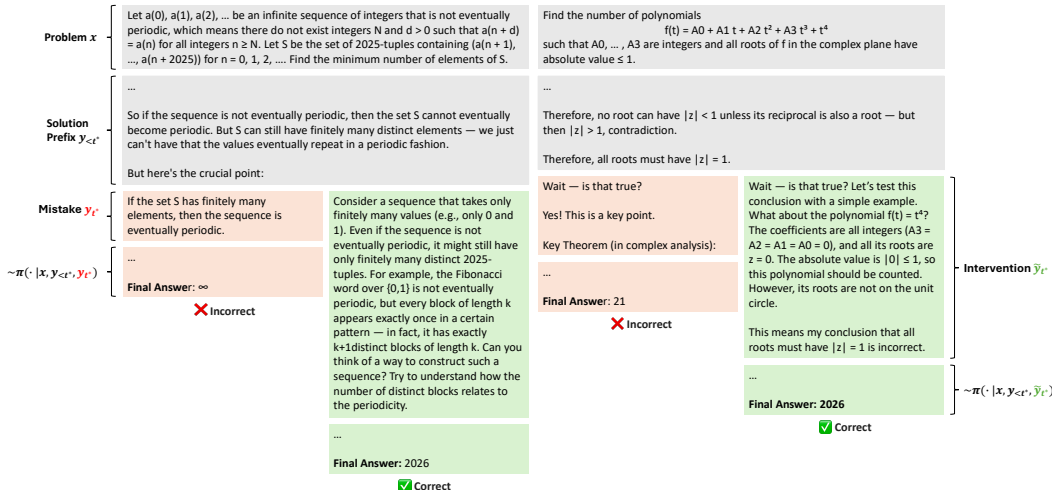 Problem x
Let a(0), a(1), a(2), … be an infinite sequence of integers that is not eventually
periodic, which means there do not exist integers N and d > 0 such that a(n + d)
= a(n) for all integers n ≥ N. Let S be the set of 2025-tuples containing (a(n + 1),
…, a(n + 2025)) for n = 0, 1, 2, …. Find the minimum number of elements of S.
Find the number of polynomials
f(t) = A0 + A1 t + A2 t² + A3 t³ + t⁴
such that A0, … , A3 are integers and all roots of f in the complex plane have
absolute value ≤ 1.
Solution
Prefix y<t*
…
So if the sequence is not eventually periodic, then the set S cannot eventually
become periodic. But S can still have finitely many distinct elements — we just
can't have that the values eventually repeat in a periodic fashion.
But here's the crucial point:
…
Therefore, no root can have |z| < 1 unless its reciprocal is also a root — but
then |z| > 1, contradiction.
Therefore, all roots must have |z| = 1.
Mistake yt*
If the set S has finitely many
elements, then the sequence is
eventually periodic.
~π(· |x, y<t*, yt*)
…
Final Answer: ∞
❌ Incorrect
Consider a sequence that takes only
finitely many values (e.g., only 0 and
1). Even if the sequence is not
eventually periodic, it might still have
only finitely many distinct 2025-
tuples. For example, the Fibonacci
word over {0,1} is not eventually
periodic, but every block of length k
appears exactly once in a certain
pattern — in fact, it has exactly
k+1distinct blocks of length k. Can you
think of a way to construct such a
sequence? Try to understand how the
number of distinct blocks relates to
the periodicity.
…
Final Answer: 2026
✅ Correct
Wait — is that true?
Yes! This is a key point.
Key Theorem (in complex analysis):
…
Final Answer: 21
❌ Incorrect
Wait — is that true? Let's test this
conclusion with a simple example.
What about the polynomial f(t) = t⁴?
The coefficients are all integers (A3 =
A2 = A1 = A0 = 0), and all its roots are
z = 0. The absolute value is |0| ≤ 1, so
this polynomial should be counted.
However, its roots are not on the unit
circle.
This means my conclusion that all
roots must have |z| = 1 is incorrect.
Intervention ỹt*
…
Final Answer: 2026
✅ Correct
~π(· |x, y<t*, ỹt*)